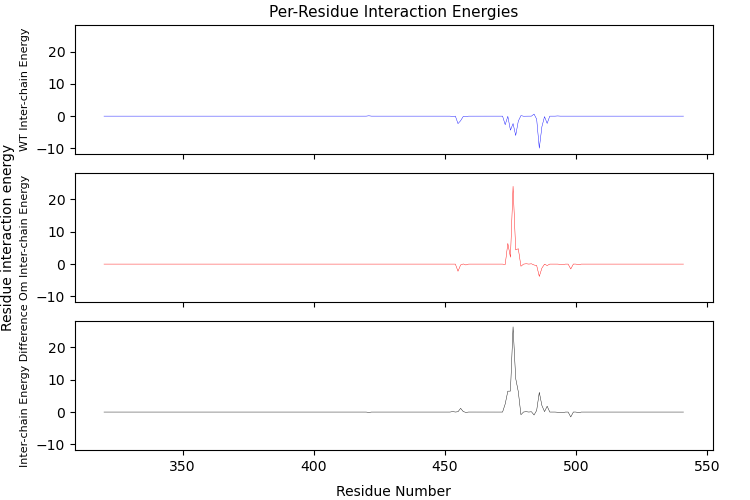 Per-Residue Interaction Energies
Residue interaction energy
WT Inter-chain Energy
20
10
0
−10
Om Inter-chain Energy
20
10
0
−10
Inter-chain Energy Difference
20
10
0
−10
350
400
450
500
550
Residue Number